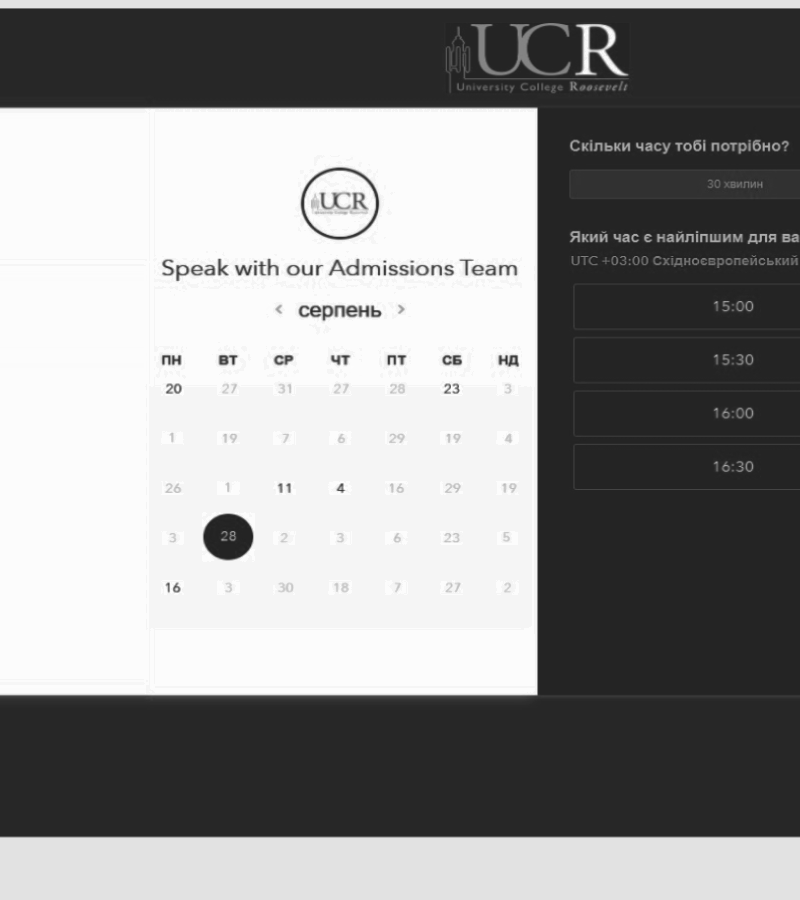 UCR
University College Roosevelt
UCR
Speak with our Admissions Team
< серпень >
ПН ВТ СР ЧТ ПТ СБ НД
20 27 31 27 28 23 3
1 19 7 6 29 19 4
26 1 11 4 16 29 19
3 28 2 3 6 23 5
16 3 30 18 7 27 2
Скільки часу тобі потрібно?
30 хвилин
Який час є найліпшим для ва
UTC +03:00 Східноєвропейський
15:00
15:30
16:00
16:30